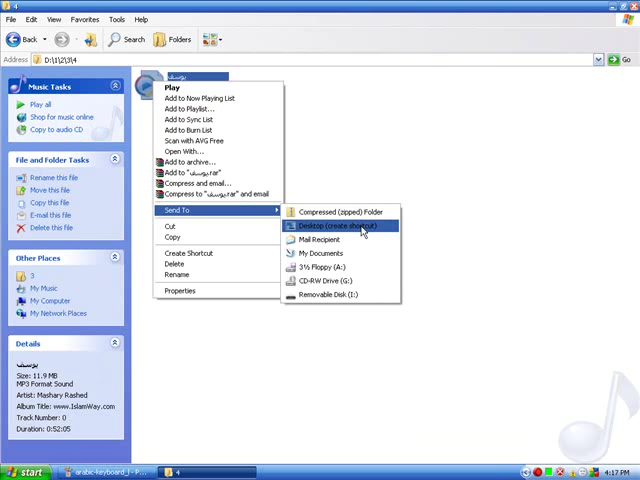 4
File Edit View Favorites Tools Help
Back Search Folders
Address D:\1\2\3\4 Go
Music Tasks
Play all
Shop for music online
Copy to audio CD
File and Folder Tasks
Rename this file
Move this file
Copy this file
E-mail this file
Delete this file
Other Places
3
My Music
My Computer
My Network Places
Details
يوسف
Size: 11.9 MB
MP3 Format Sound
Artist: Mashary Rashed
Album Title: www.IslamWay.com
Track Number: 0
Duration: 0:52:05
يوسف
Play
Add to Now Playing List
Add to Playlist...
Add to Sync List
Add to Burn List
Scan with AVG Free
Open With...
Add to archive...
Add to "يوسف.rar"
Compress and email...
Compress to "يوسف.rar" and email
Send To
Cut
Copy
Create Shortcut
Delete
Rename
Properties
Compressed (zipped) Folder
Desktop (create shortcut)
Mail Recipient
My Documents
3½ Floppy (A:)
CD-RW Drive (G:)
Removable Disk (I:)
start arabic-keyboard_l - P... 4 4:17 PM